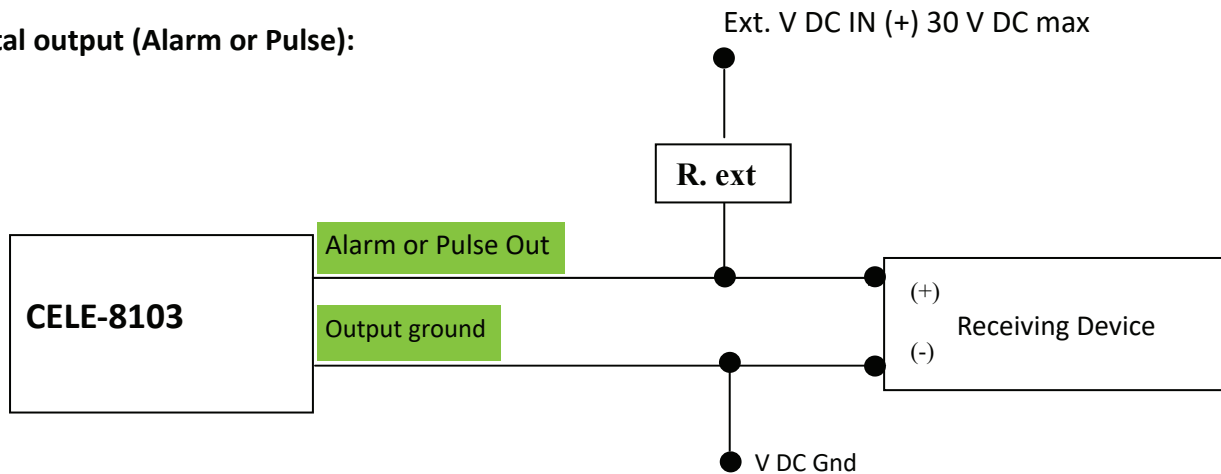 Ext. V DC IN (+) 30 V DC max
output (Alarm or Pulse):
R. ext
Alarm or Pulse Out
CELE-8103
Output ground
(+)
Receiving Device
(-)
V DC Gnd